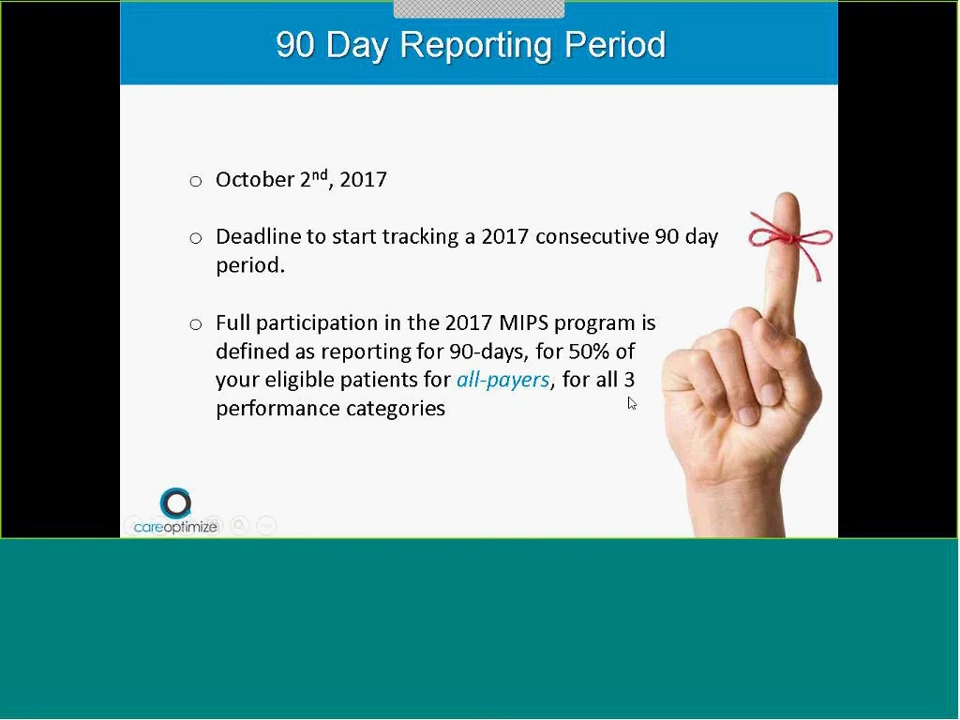 90 Day Reporting Period
o October 2nd, 2017
o Deadline to start tracking a 2017 consecutive 90 day
period.
o Full participation in the 2017 MIPS program is
defined as reporting for 90-days, for 50% of
your eligible patients for all-payers, for all 3
performance categories
careoptimize